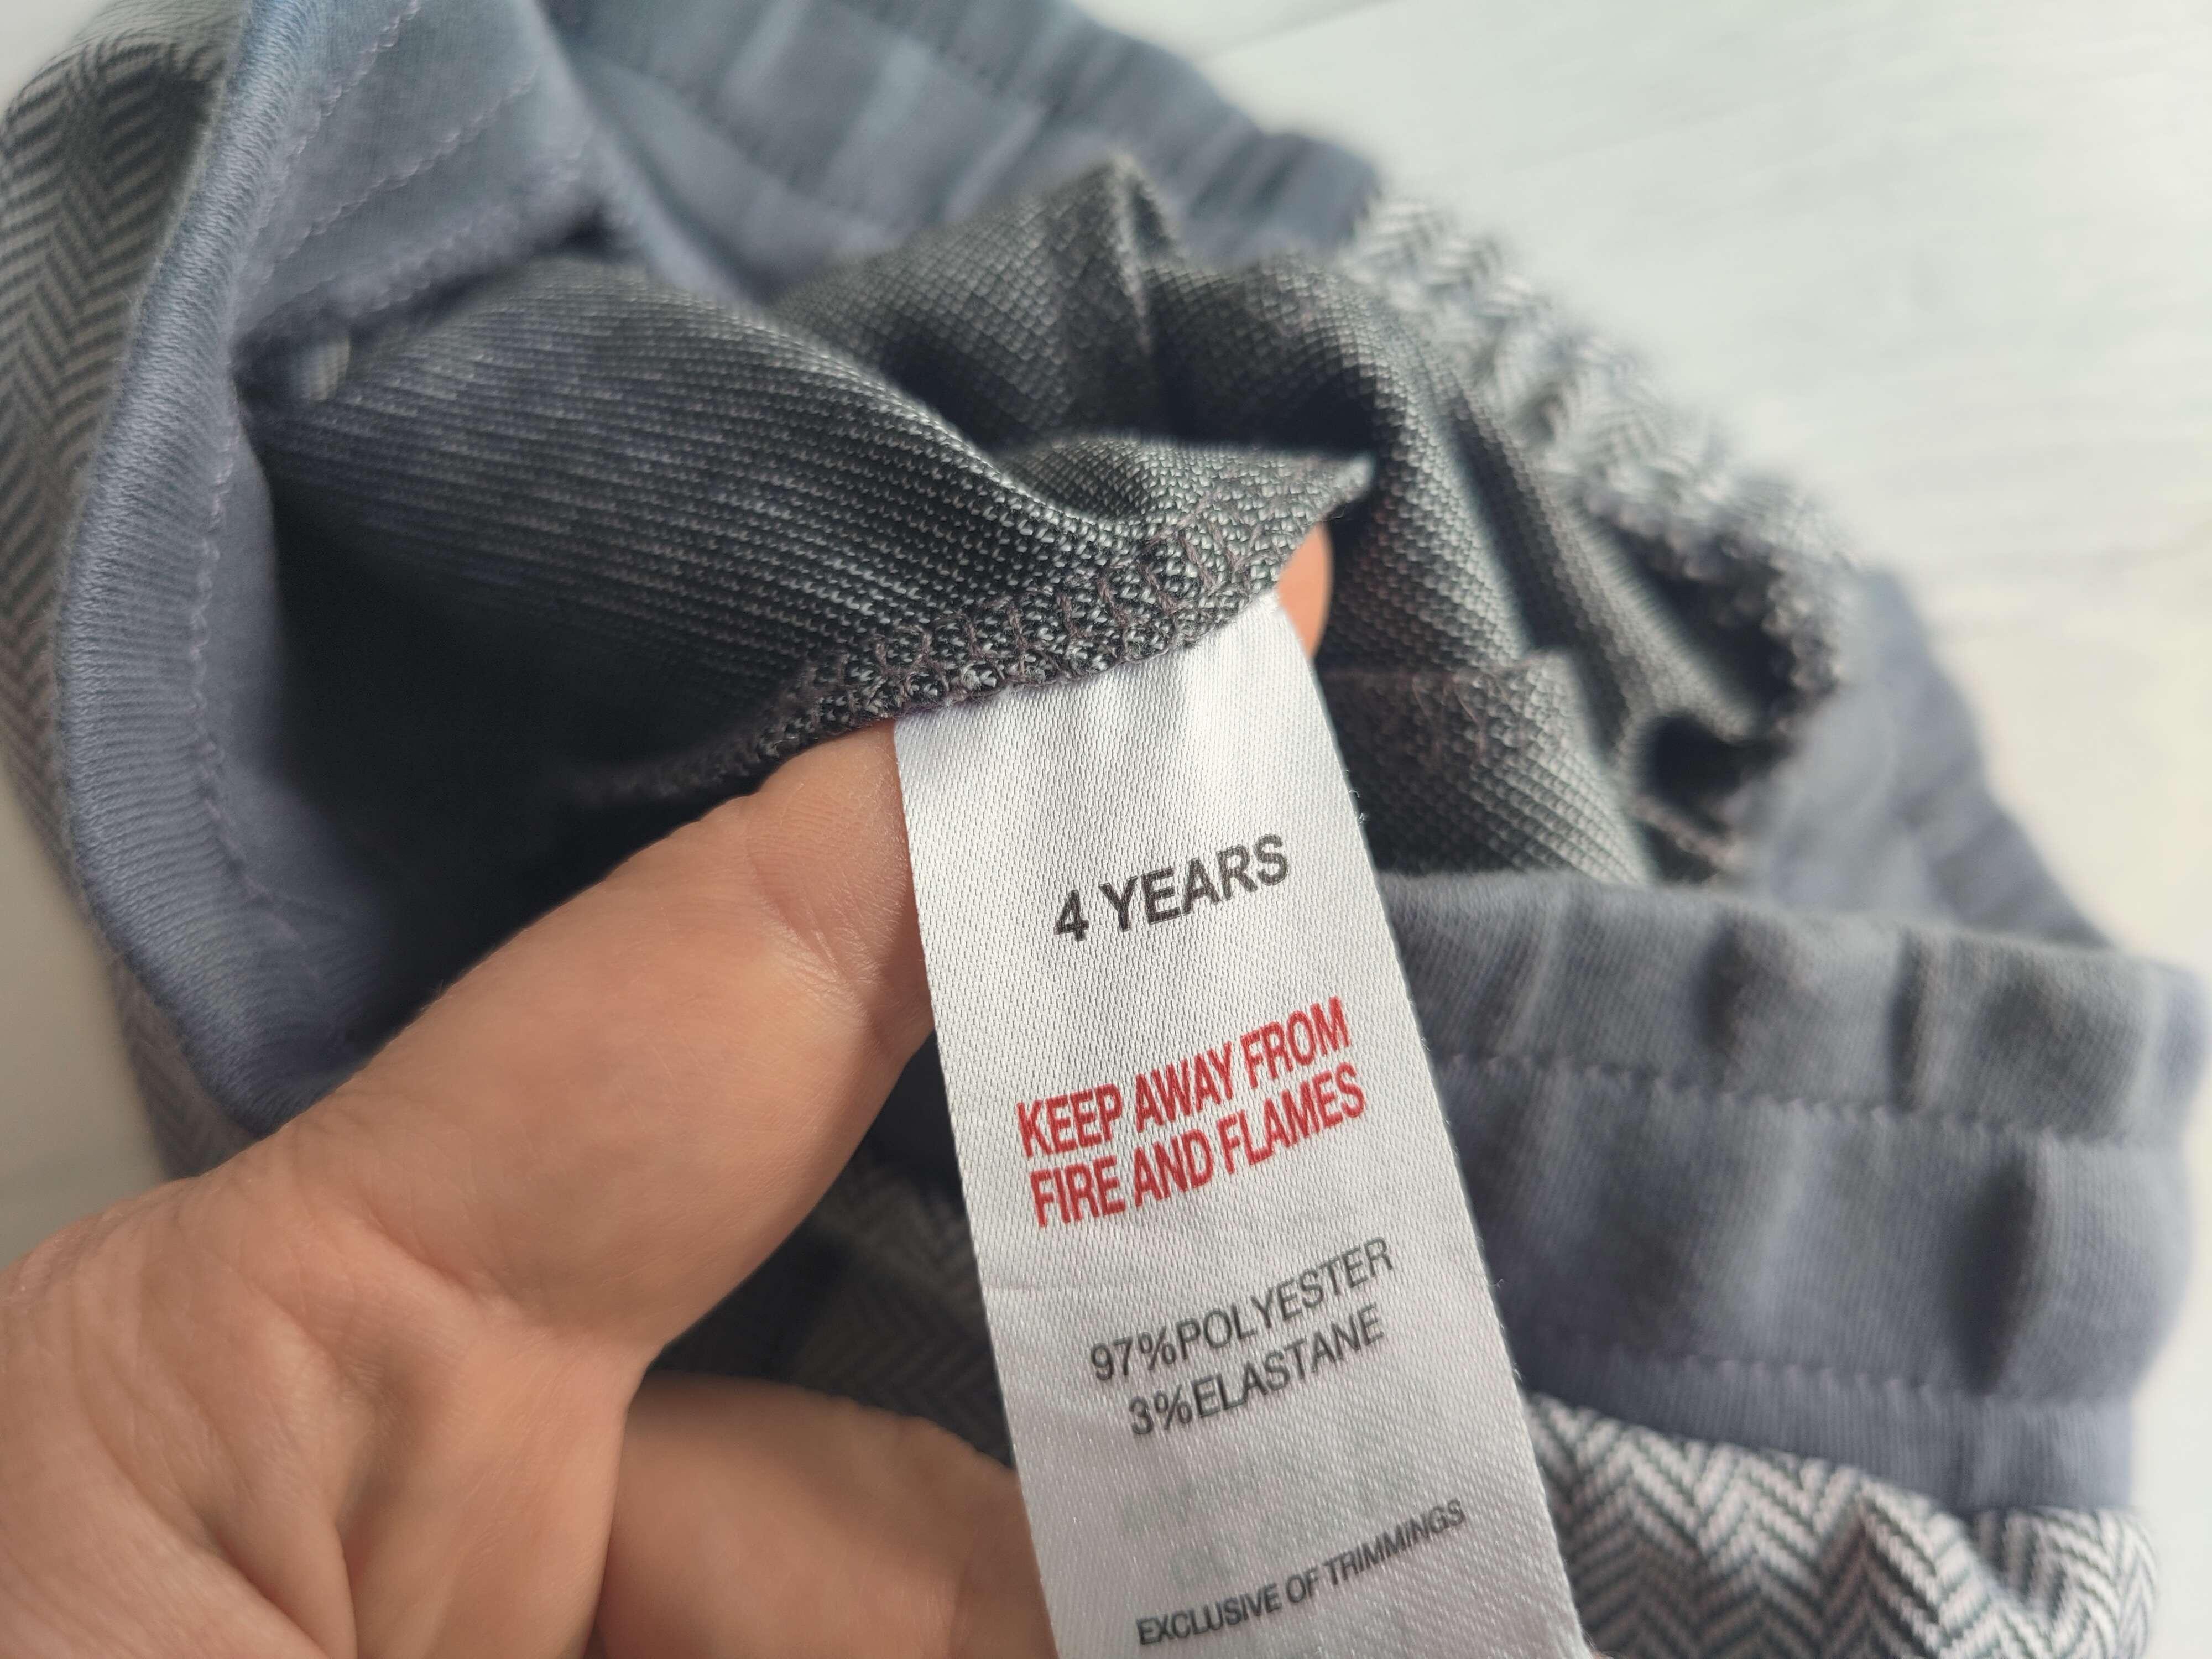 4 YEARS
KEEP AWAY FROM
FIRE AND FLAMES
97%POLYESTER
3%ELASTANE
EXCLUSIVE OF TRIMMINGS